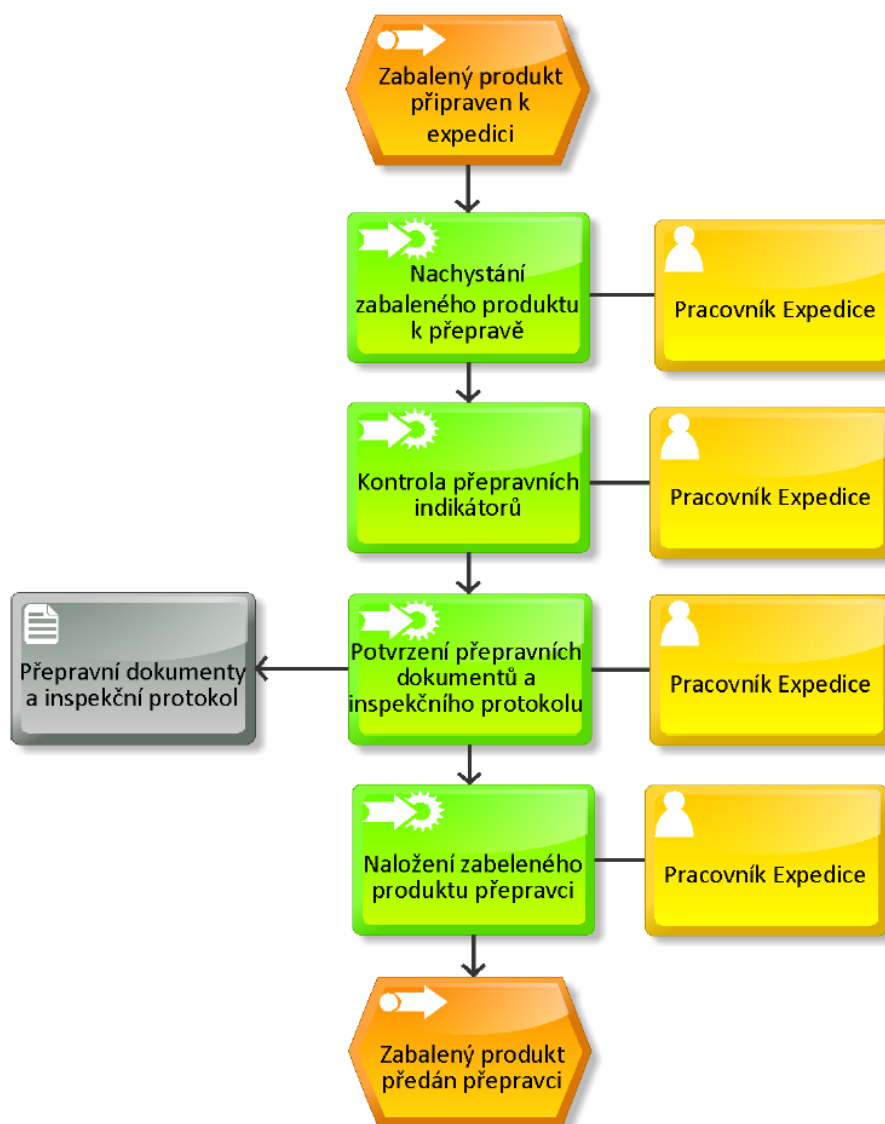 Zabalený produkt
připraven k
expedici
Nachystání
zabaleného produktu
k přepravě
Pracovník Expedice
Kontrola přepravních
indikátorů
Pracovník Expedice
Přepravní dokumenty
a inspekční protokol
Potvrzení přepravních
dokumentů a
inspekčního protokolu
Pracovník Expedice
Naložení zabeleného
produktu přepravci
Pracovník Expedice
Zabalený produkt
předán přepravci